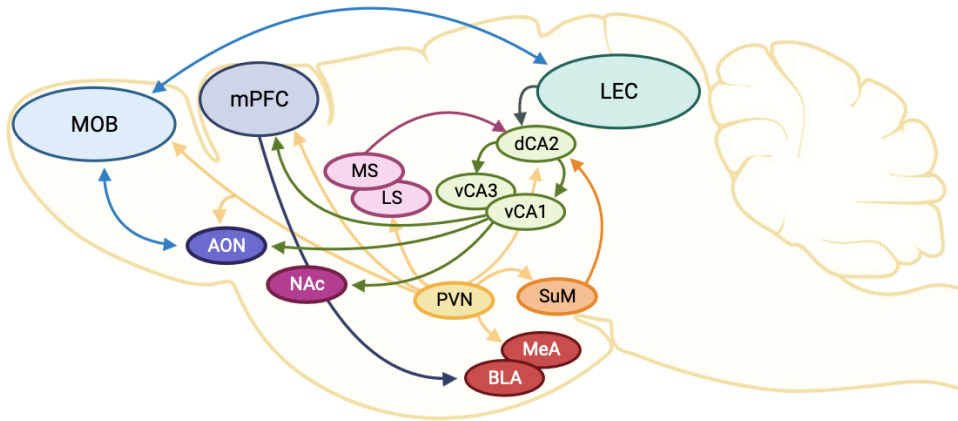 MOB
mPFC
LEC
dCA2
MS
LS
vCA3
vCA1
AON
NAc
PVN
SuM
MeA
BLA